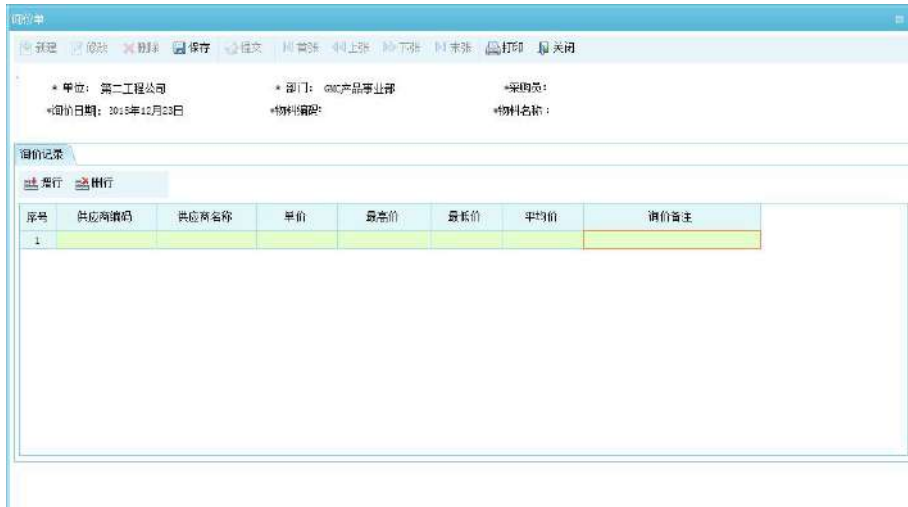 询价单
新建 修改 删除 保存 提交 首张 上张 下张 末张 打印 关闭
* 单位: 第二工程公司 * 部门: GMC产品事业部 *采购员:
*询价日期: 2015年12月23日 *物料编码: *物料名称:
询价记录
增行 删行
序号 供应商编码 供应商名称 单价 最高价 最低价 平均价 询价备注
1